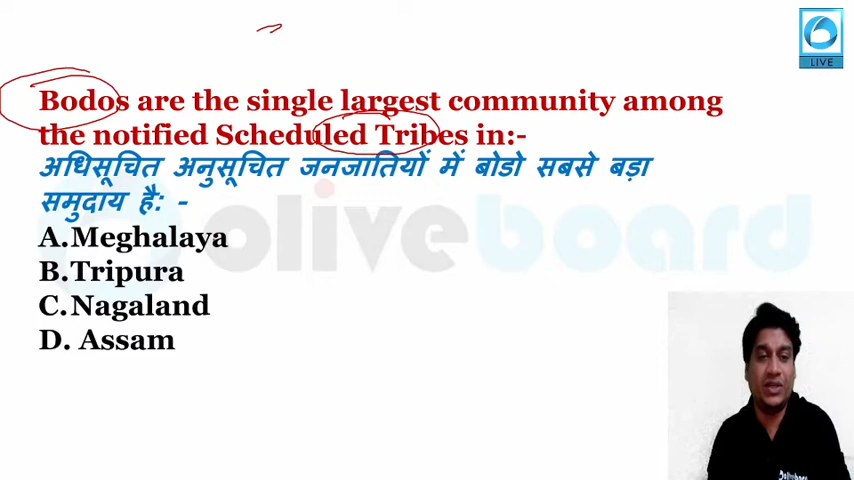 LIVE
Bodos are the single largest community among
the notified Scheduled Tribes in:-
अधिसूचित अनुसूचित जनजातियों में बोडो सबसे बड़ा
समुदाय है: -
A.Meghalaya
B.Tripura
C.Nagaland
D. Assam
oliveboard
oliveboard